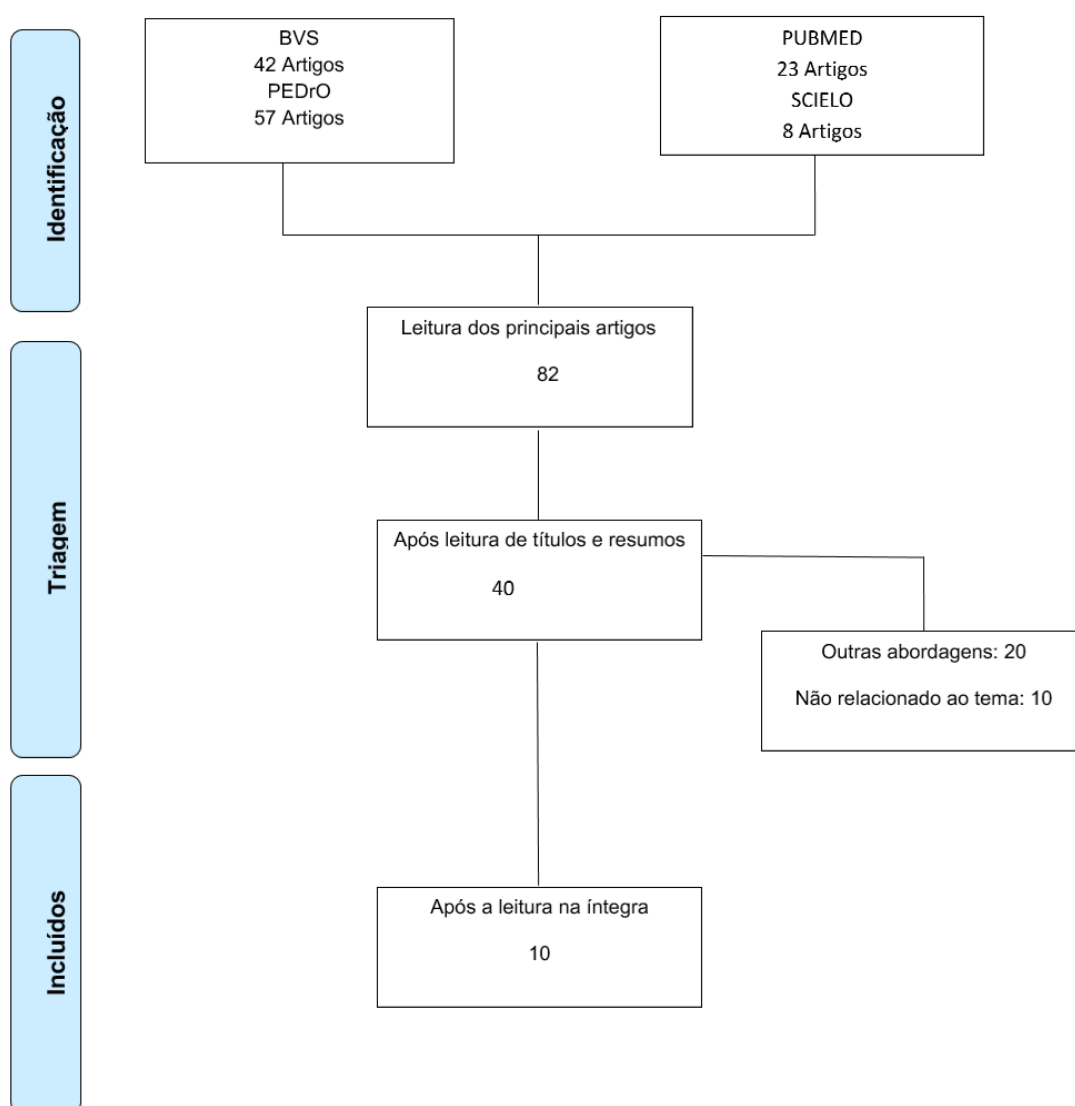 Identificação
BVS
42 Artigos
PEDrO
57 Artigos
PUBMED
23 Artigos
SCIELO
8 Artigos
Triagem
Leitura dos principais artigos
82
Após leitura de títulos e resumos
40
Outras abordagens: 20
Não relacionado ao tema: 10
Incluídos
Após a leitura na íntegra
10